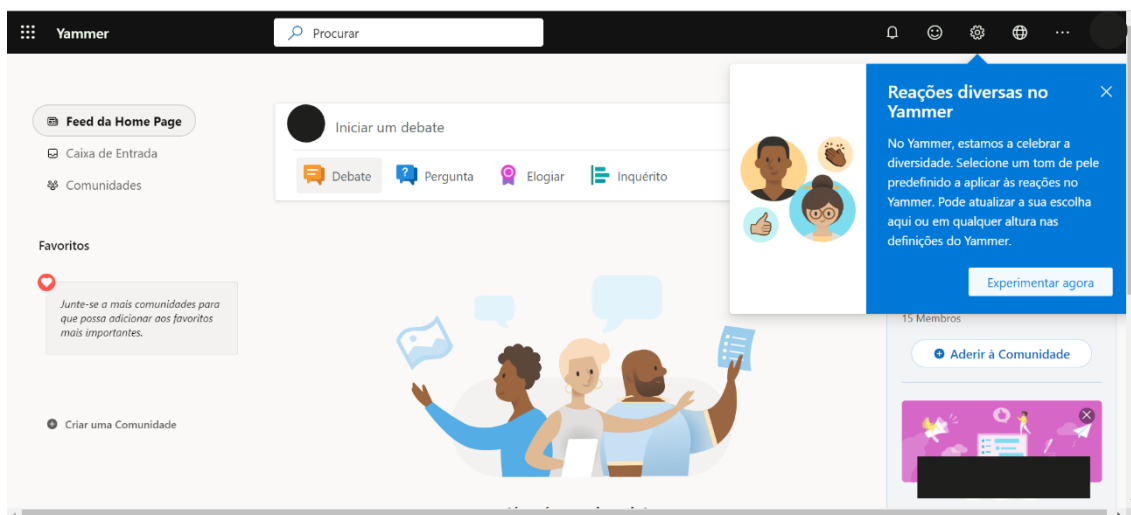 Yammer
Procurar
Feed da Home Page
Caixa de Entrada
Comunidades
Favoritos
Junte-se a mais comunidades para
que possa adicionar aos favoritos
mais importantes.
Criar uma Comunidade
Iniciar um debate
Debate
Pergunta
Elogiar
Inquérito
Reações diversas no
Yammer
No Yammer, estamos a celebrar a
diversidade. Selecione um tom de pele
predefinido a aplicar às reações no
Yammer. Pode atualizar a sua escolha
aqui ou em qualquer altura nas
definições do Yammer.
Experimentar agora
15 Membros
Aderir à Comunidade